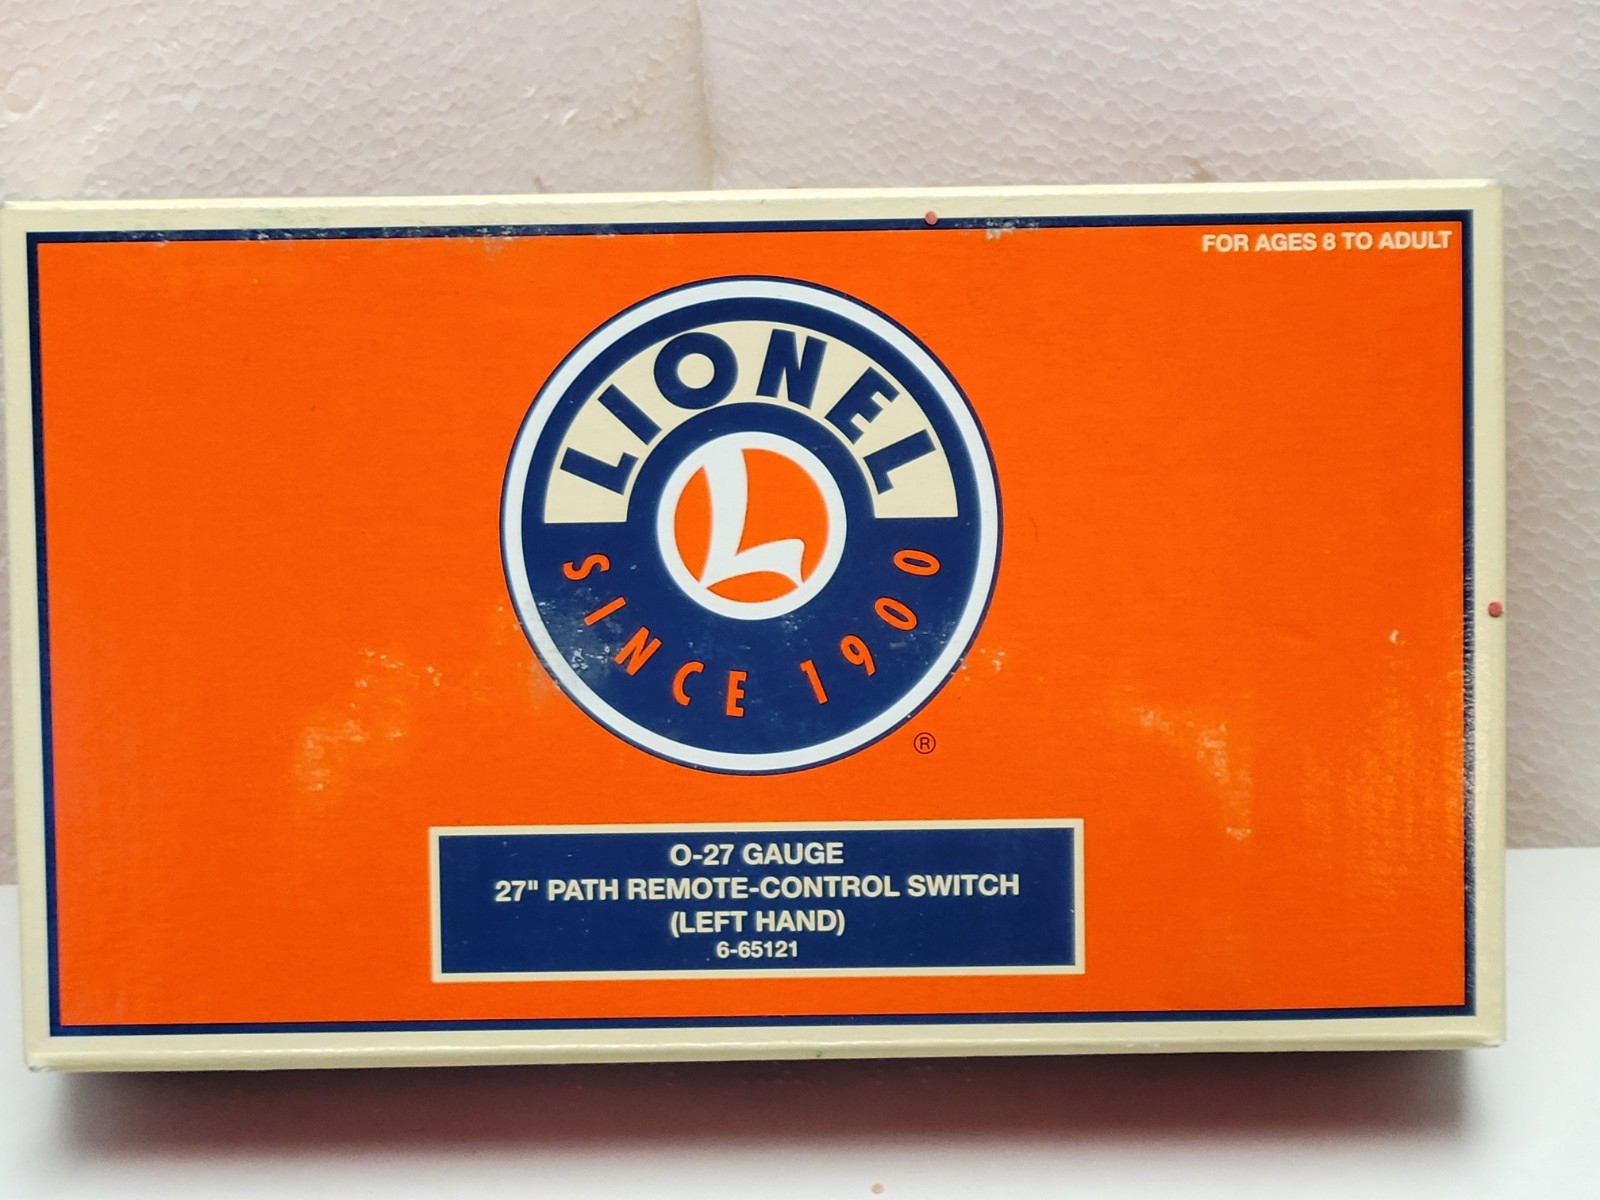 FOR AGES 8 TO ADULT
LIONEL
L
SINCE 1900
®
O-27 GAUGE
27" PATH REMOTE-CONTROL SWITCH
(LEFT HAND)
6-65121